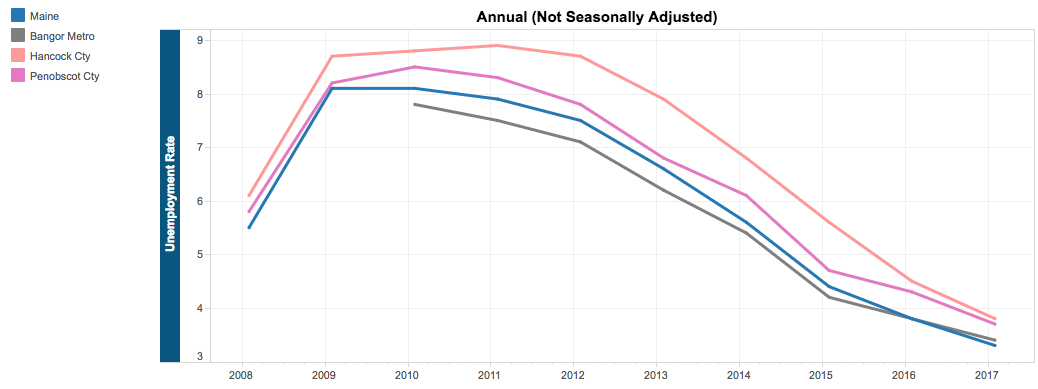 Annual (Not Seasonally Adjusted)
Maine
Bangor Metro
Hancock Cty
Penobscot Cty
Unemployment Rate
9
8
7
6
5
4
3
2008 2009 2010 2011 2012 2013 2014 2015 2016 2017